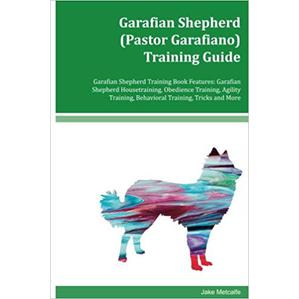 Garafian Shepherd
(Pastor Garafiano)
Training Guide
Garafian Shepherd Training Book Features: Garafian
Shepherd Housetraining, Obedience Training, Agility
Training, Behavioral Training, Tricks and More
Jake Metcalfe